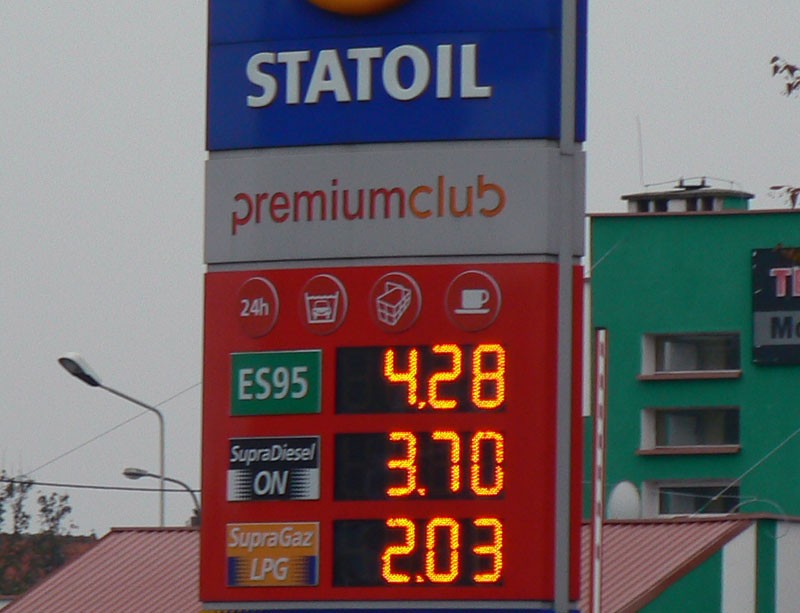 STATOIL
premiumclub
24h
ES95 4.28
SupraDiesel
ON 3.70
SupraGaz
LPG 2.03